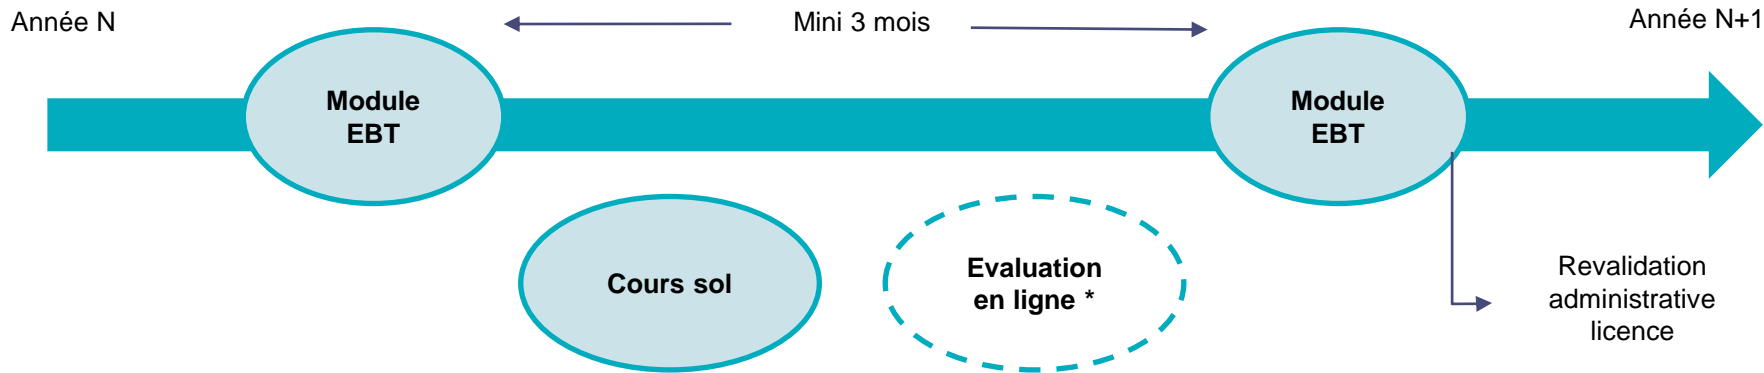 Année N
Mini 3 mois
Année N+1
Module
EBT
Module
EBT
Cours sol
Evaluation
en ligne *
Revalidation
administrative
licence